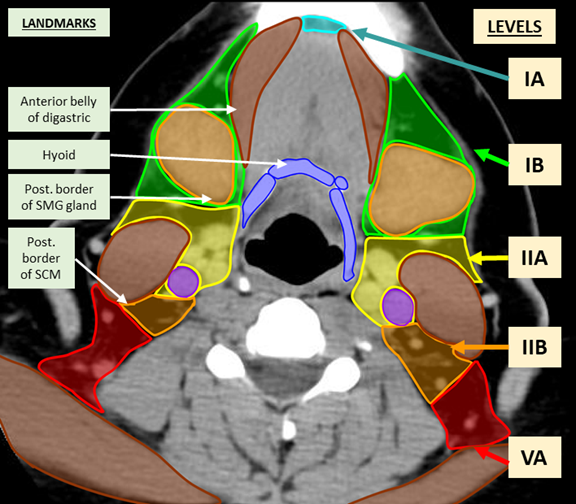 LANDMARKS
LEVELS
IA
Anterior belly
of digastric
IB
Hyoid
Post. border
of SMG gland
Post.
border
of SCM
IIA
IIB
VA